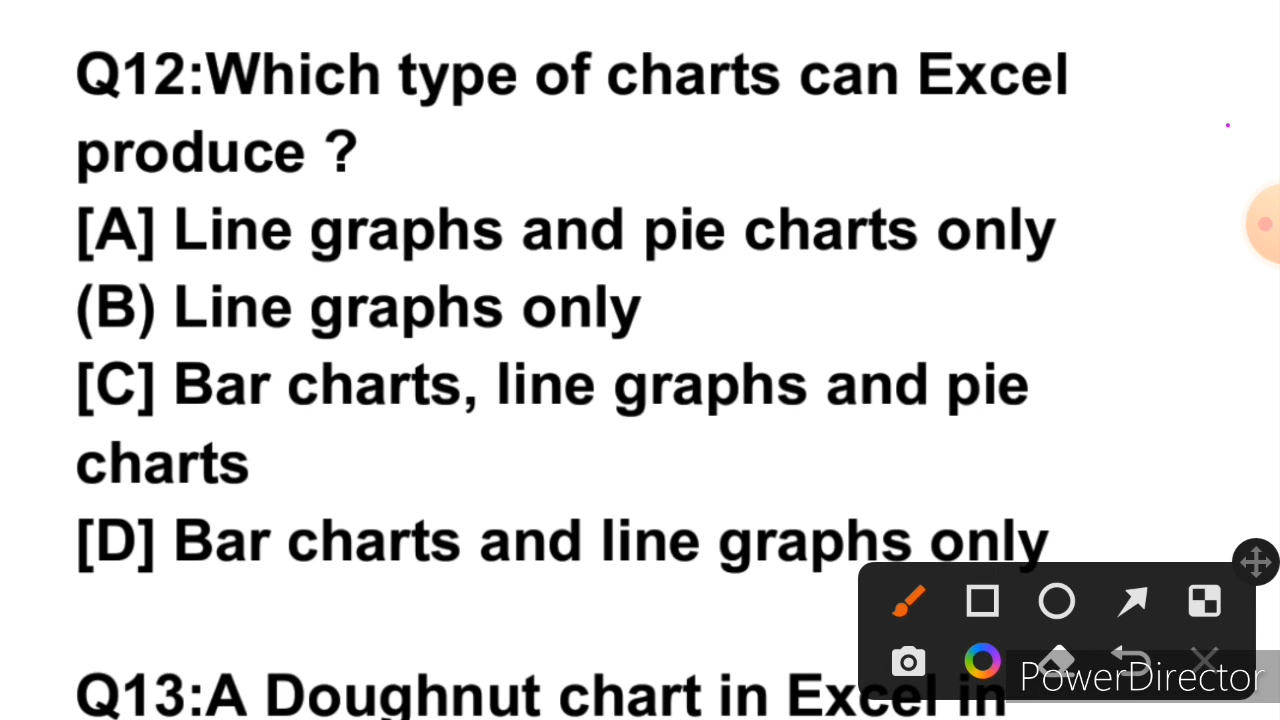 Q12:Which type of charts can Excel
produce ?
[A] Line graphs and pie charts only
(B) Line graphs only
[C] Bar charts, line graphs and pie
charts
[D] Bar charts and line graphs only
Q13:A Doughnut chart in Excel in
PowerDirector